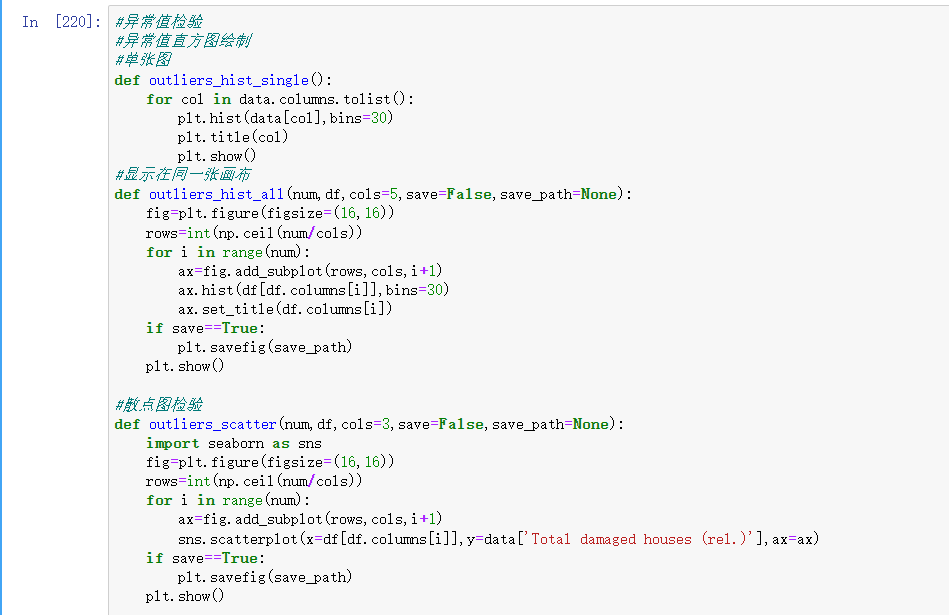 In [220]:
#异常值检验
#异常值直方图绘制
#单张图
def outliers_hist_single():
    for col in data.columns.tolist():
        plt.hist(data[col],bins=30)
        plt.title(col)
        plt.show()
#显示在同一张画布
def outliers_hist_all(num,df,cols=5,save=False,save_path=None):
    fig=plt.figure(figsize=(16,16))
    rows=int(np.ceil(num/cols))
    for i in range(num):
        ax=fig.add_subplot(rows,cols,i+1)
        ax.hist(df[df.columns[i]],bins=30)
        ax.set_title(df.columns[i])
    if save==True:
        plt.savefig(save_path)
    plt.show()

#散点图检验
def outliers_scatter(num,df,cols=3,save=False,save_path=None):
    import seaborn as sns
    fig=plt.figure(figsize=(16,16))
    rows=int(np.ceil(num/cols))
    for i in range(num):
        ax=fig.add_subplot(rows,cols,i+1)
        sns.scatterplot(x=df[df.columns[i]],y=data['Total damaged houses (rel.)'],ax=ax)
    if save==True:
        plt.savefig(save_path)
    plt.show()